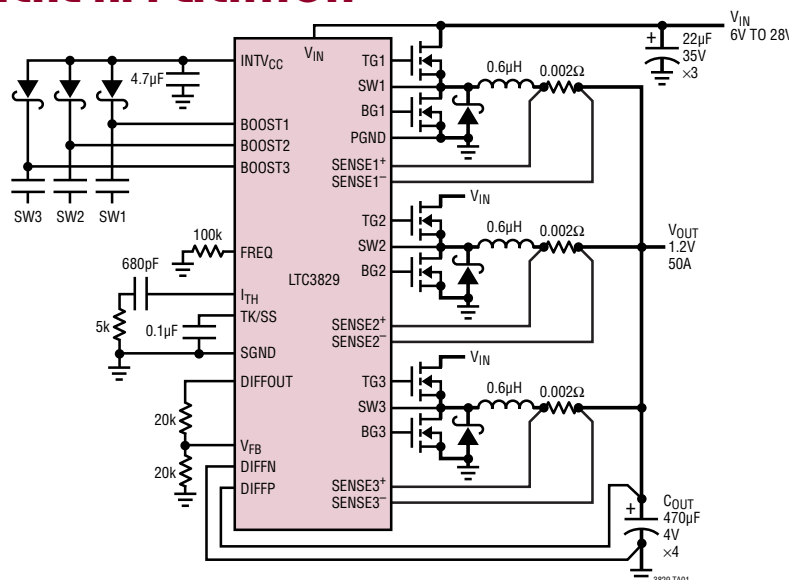 V_IN
6V TO 28V
22µF
35V
×3
INTV_CC
V_IN
TG1
SW1
BG1
PGND
SENSE1+
SENSE1–
0.6µH
0.002Ω
4.7µF
BOOST1
BOOST2
BOOST3
SW3
SW2
SW1
V_IN
TG2
SW2
BG2
SENSE2+
SENSE2–
0.6µH
0.002Ω
V_OUT
1.2V
50A
100k
FREQ
LTC3829
680pF
I_TH
TK/SS
5k
0.1µF
SGND
DIFFOUT
V_IN
TG3
SW3
BG3
SENSE3+
SENSE3–
0.6µH
0.002Ω
20k
V_FB
20k
DIFFN
DIFFP
C_OUT
470µF
4V
×4
3829 TA01